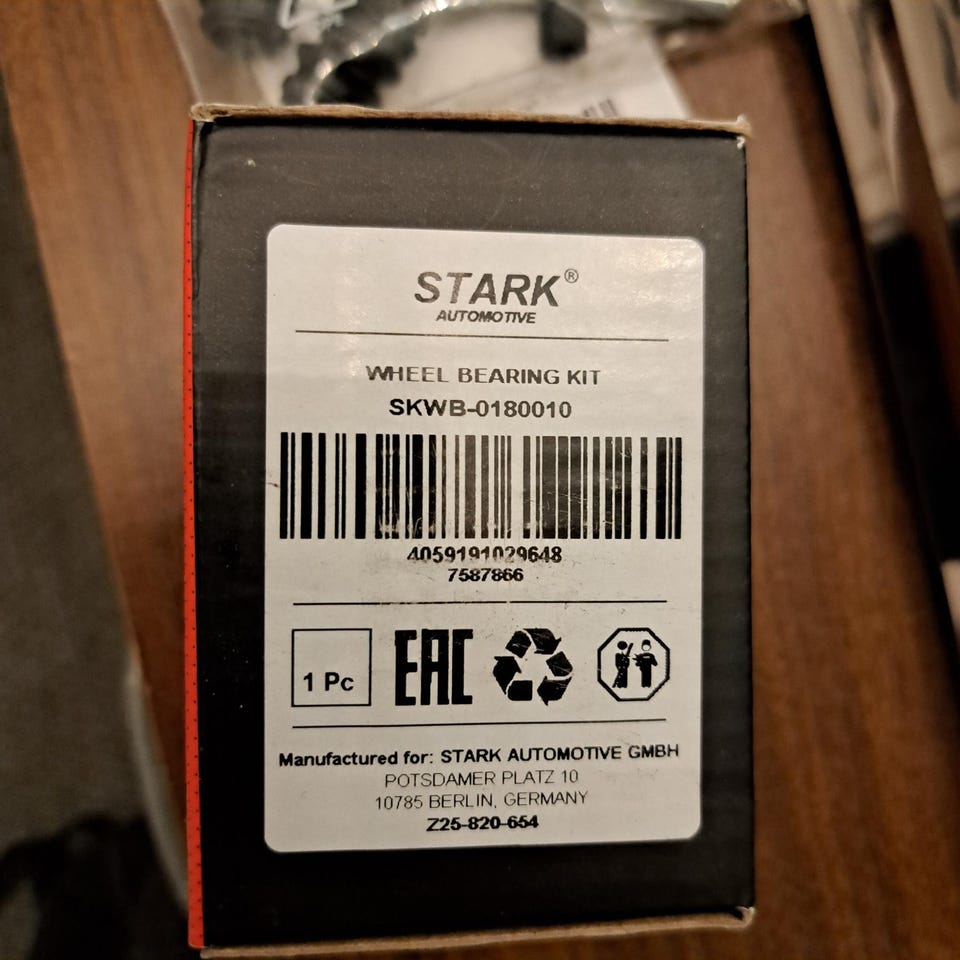 STARK®
AUTOMOTIVE
WHEEL BEARING KIT
SKWB-0180010
4059191029648
7587866
1 Pc
EAC
Manufactured for: STARK AUTOMOTIVE GMBH
POTSDAMER PLATZ 10
10785 BERLIN, GERMANY
Z25-820-654